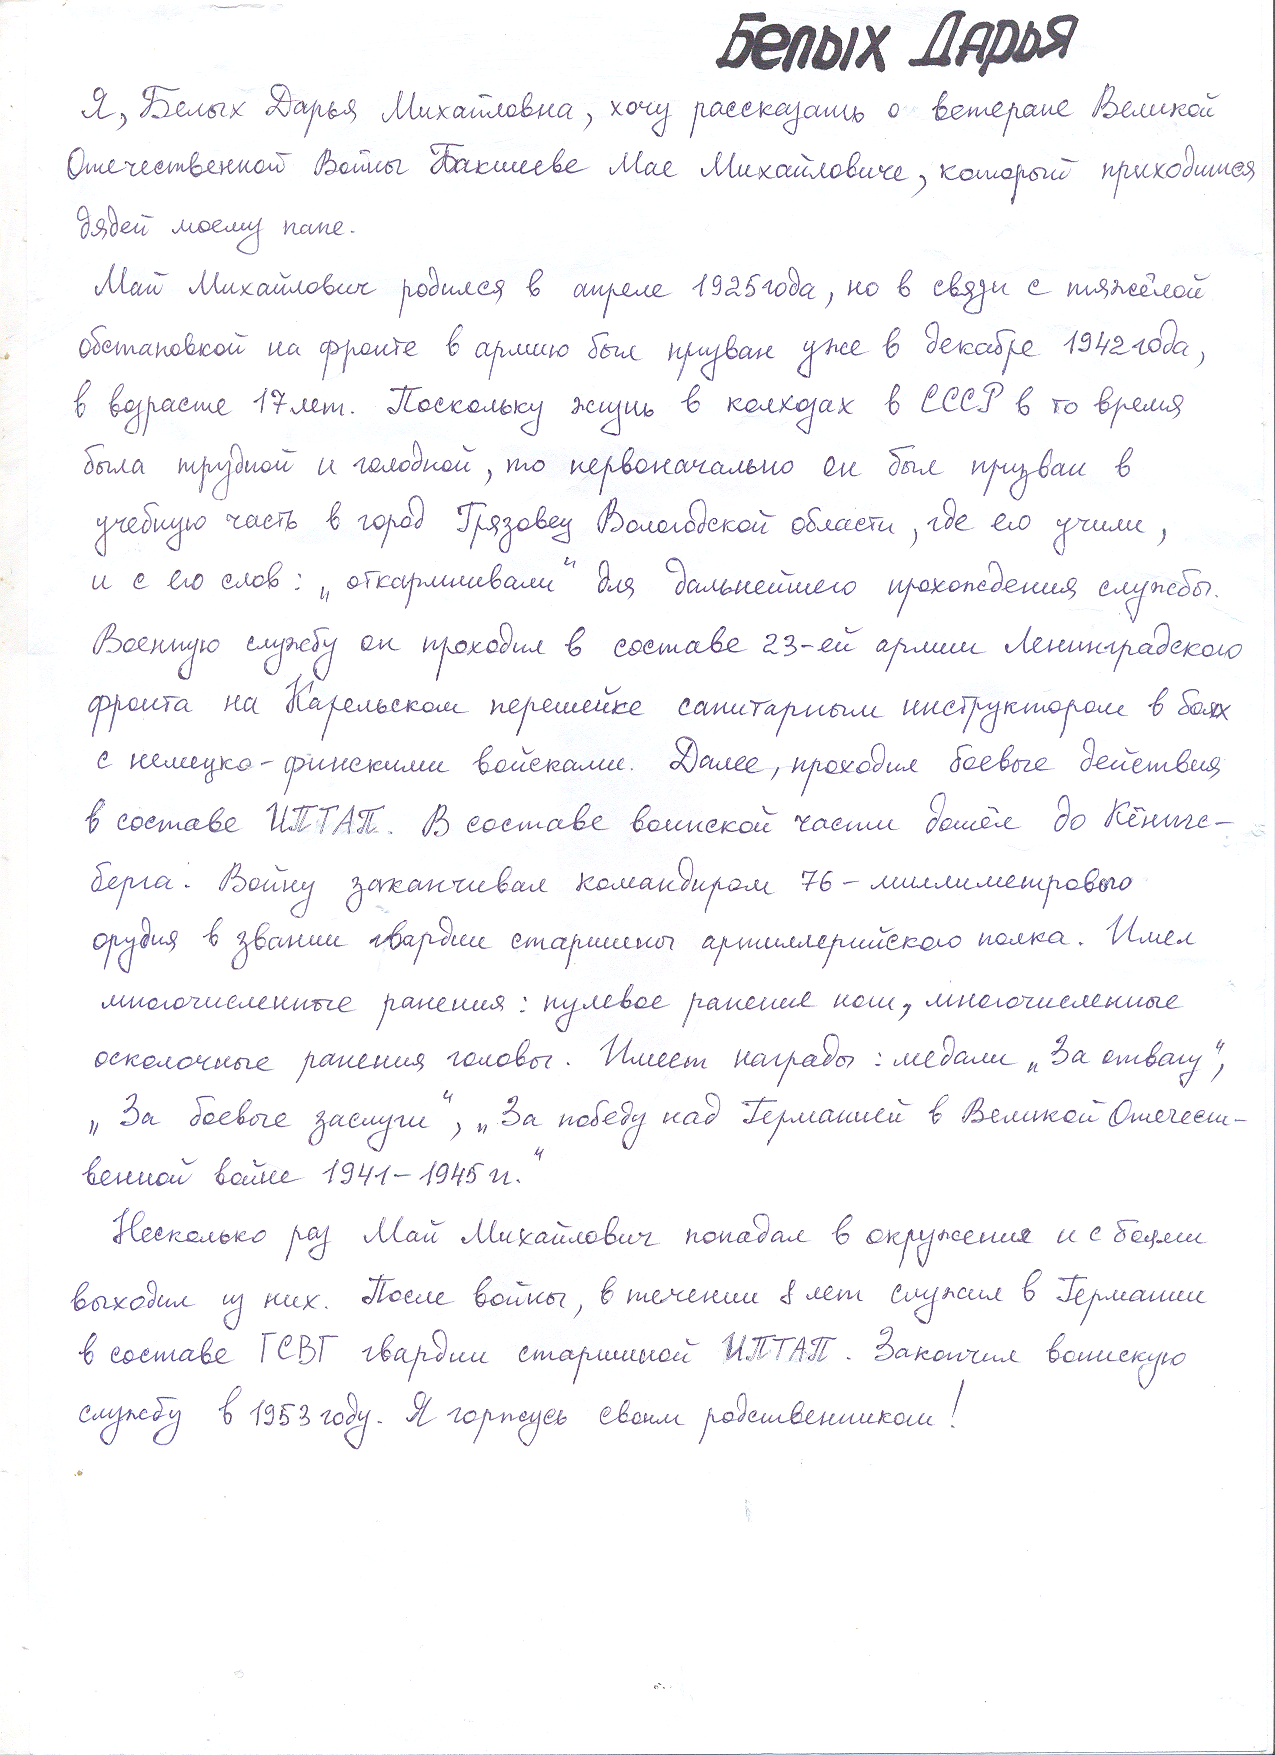 Белых Дарья
Я, Белых Дарья Михайловна, хочу рассказать о ветеране Великой
Отечественной Войны Бакшееве Мае Михайловиче, который приходится
дядей моему папе.
Май Михайлович родился в апреле 1925 года, но в связи с тяжёлой
обстановкой на фронте в армию был призван уже в декабре 1942 года,
в возрасте 17 лет. Поскольку жизнь в колхозах в СССР в то время
была трудной и голодной, то первоначально он был призван в
учебную часть в город Грязовец Вологодской области, где его учили,
и с его слов: „откармливали“ для дальнейшего прохождения службы.
Военную службу он проходил в составе 23-ей армии Ленинградского
фронта на Карельском перешейке санитарным инструктором в боях
с немецко-финскими войсками. Далее, проходил боевые действия
в составе ИПТАП. В составе воинской части дошёл до Кёнигс-
берга. Войну заканчивал командиром 76-миллиметрового
орудия в звании гвардии старшины артиллерийского полка. Имел
многочисленные ранения: пулевое ранение ноги, многочисленные
осколочные ранения головы. Имеет награды: медали „За отвагу“,
„За боевые заслуги“, „За победу над Германией в Великой Отечест-
венной войне 1941-1945 гг.“
Несколько раз Май Михайлович попадал в окружения и с боями
выходил из них. После войны, в течении 8 лет служил в Германии
в составе ГСВГ гвардии старшиной ИПТАП. Закончил воинскую
службу в 1953 году. Я горжусь своим родственником!